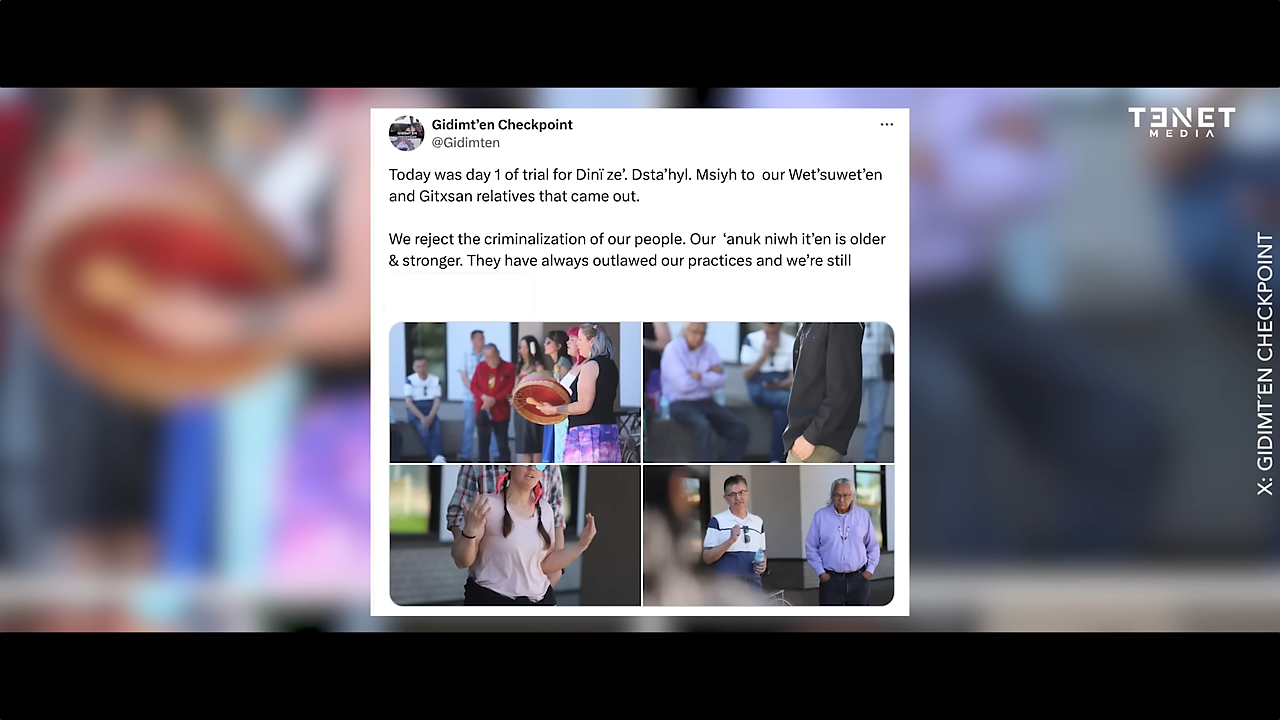 Gidimt'en Checkpoint
@Gidimten
Today was day 1 of trial for Dinï ze’. Dsta’hyl. Msiyh to our Wet’suwet’en
and Gitxsan relatives that came out.
We reject the criminalization of our people. Our ‘anuk niwh it’en is older
& stronger. They have always outlawed our practices and we’re still
TENET
MEDIA
X: GIDIMT'EN CHECKPOINT